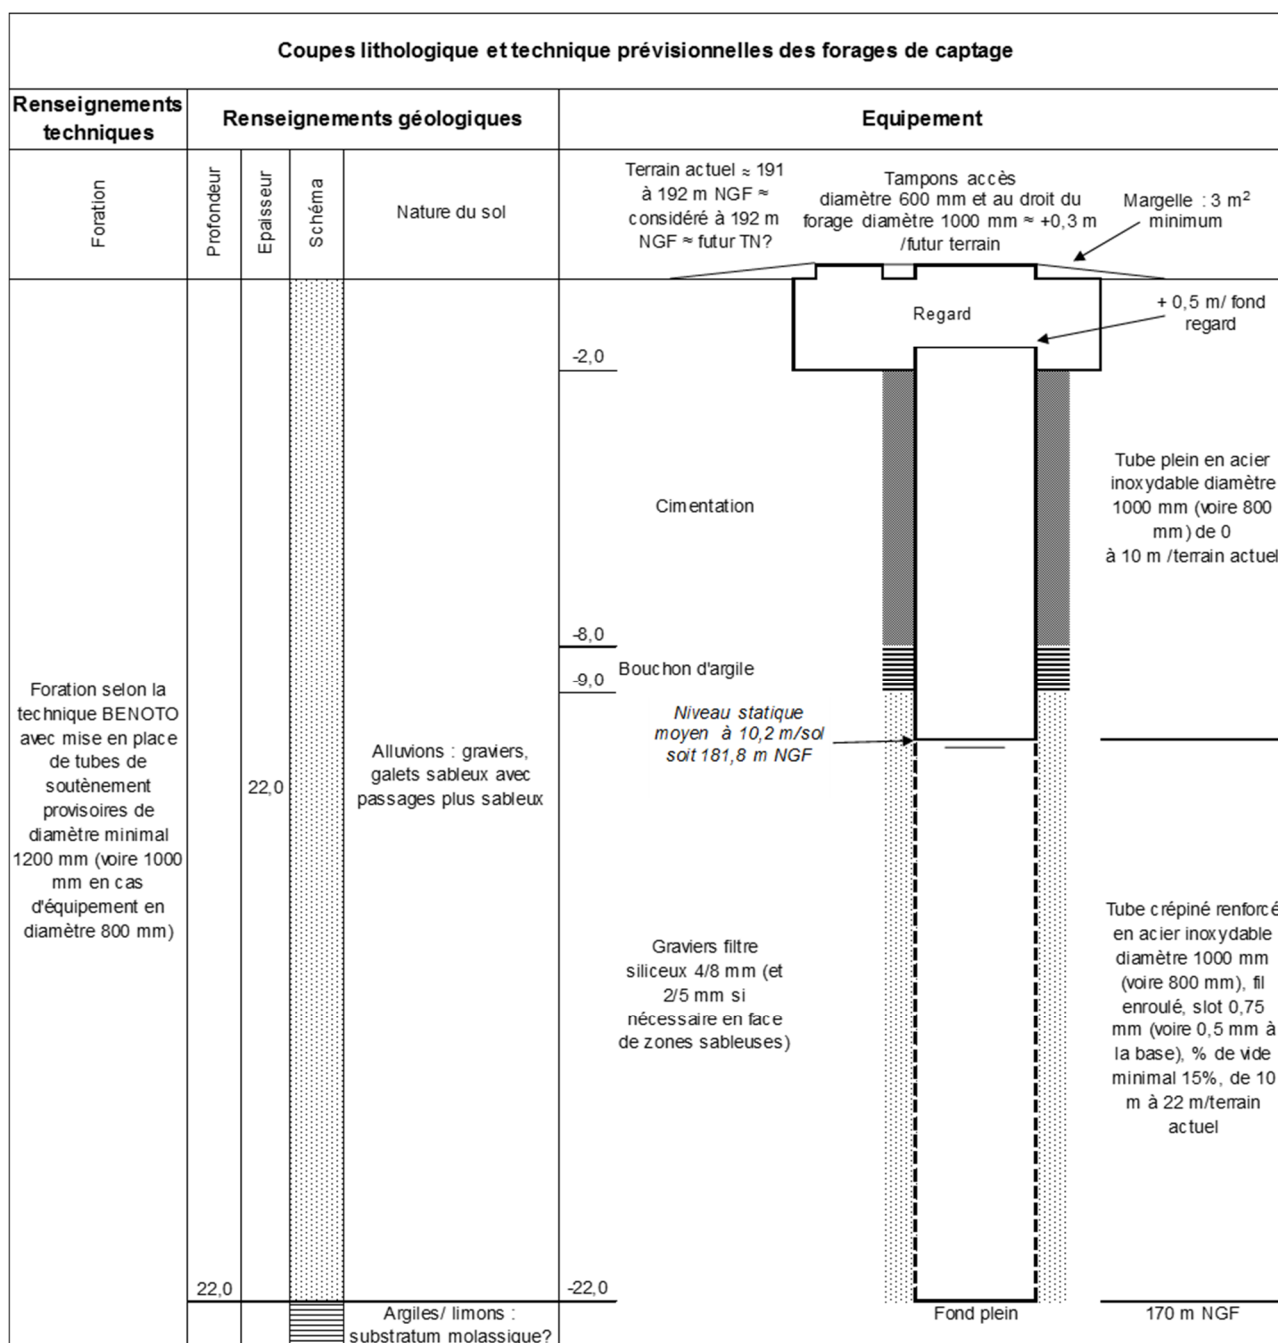 Coupes lithologique et technique prévisionnelles des forages de captage
Renseignements
techniques
Renseignements géologiques
Equipement
Foration
Profondeur
Epaisseur
Schéma
Nature du sol
Terrain actuel ≈ 191
à 192 m NGF ≈
considéré à 192 m
NGF ≈ futur TN?
Tampons accès
diamètre 600 mm et au droit du
forage diamètre 1000 mm ≈ +0,3 m
/futur terrain
Margelle : 3 m²
minimum
Regard
+ 0,5 m/ fond
regard
-2,0
Cimentation
Tube plein en acier
inoxydable diamètre
1000 mm (voire 800
mm) de 0
à 10 m /terrain actuel
-8,0
Bouchon d'argile
-9,0
Niveau statique
moyen à 10,2 m/sol
soit 181,8 m NGF
Foration selon la
technique BENOTO
avec mise en place
de tubes de
soutènement
provisoires de
diamètre minimal
1200 mm (voire 1000
mm en cas
d'équipement en
diamètre 800 mm)
22,0
Alluvions : graviers,
galets sableux avec
passages plus sableux
Graviers filtre
siliceux 4/8 mm (et
2/5 mm si
nécessaire en face
de zones sableuses)
Tube crépiné renforcé
en acier inoxydable
diamètre 1000 mm
(voire 800 mm), fil
enroulé, slot 0,75
mm (voire 0,5 mm à
la base), % de vide
minimal 15%, de 10
m à 22 m/terrain
actuel
22,0
-22,0
Argiles/ limons :
substratum molassique?
Fond plein
170 m NGF